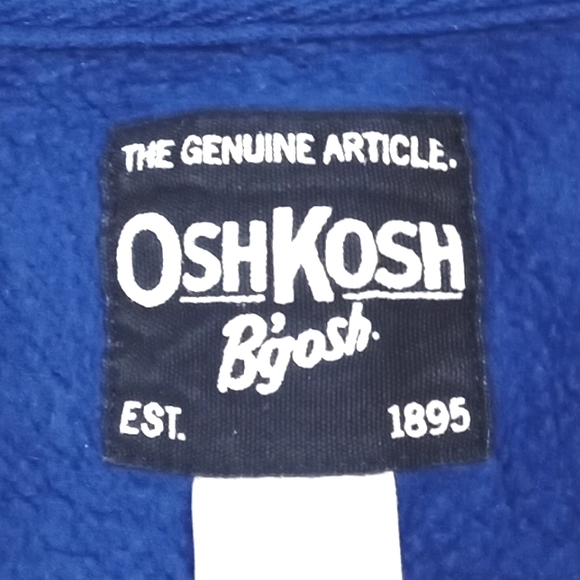 THE GENUINE ARTICLE.
OSHKOSH
B'gosh.
EST. 1895